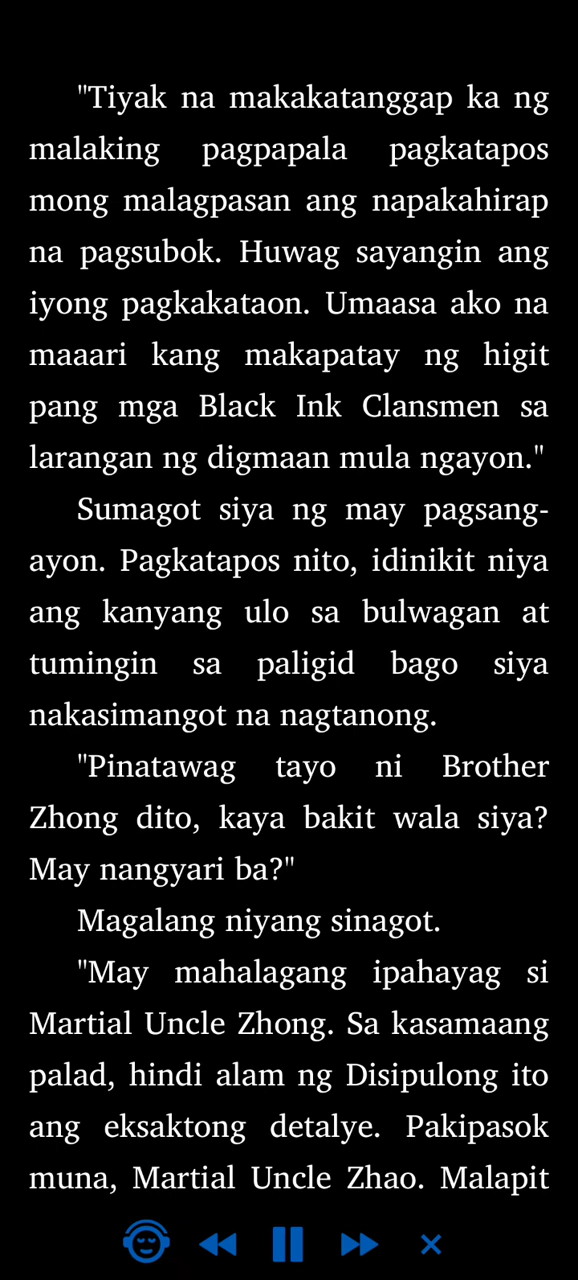 "Tiyak na makakatanggap ka ng
malaking pagpapala pagkatapos
mong malagpasan ang napakahirap
na pagsubok. Huwag sayangin ang
iyong pagkakataon. Umaasa ako na
maaari kang makapatay ng higit
pang mga Black Ink Clansmen sa
larangan ng digmaan mula ngayon."
Sumagot siya ng may pagsang-
ayon. Pagkatapos nito, idinikit niya
ang kanyang ulo sa bulwagan at
tumingin sa paligid bago siya
nakasimangot na nagtanong.
"Pinatawag tayo ni Brother
Zhong dito, kaya bakit wala siya?
May nangyari ba?"
Magalang niyang sinagot.
"May mahalagang ipahayag si
Martial Uncle Zhong. Sa kasamaang
palad, hindi alam ng Disipulong ito
ang eksaktong detalye. Pakipasok
muna, Martial Uncle Zhao. Malapit